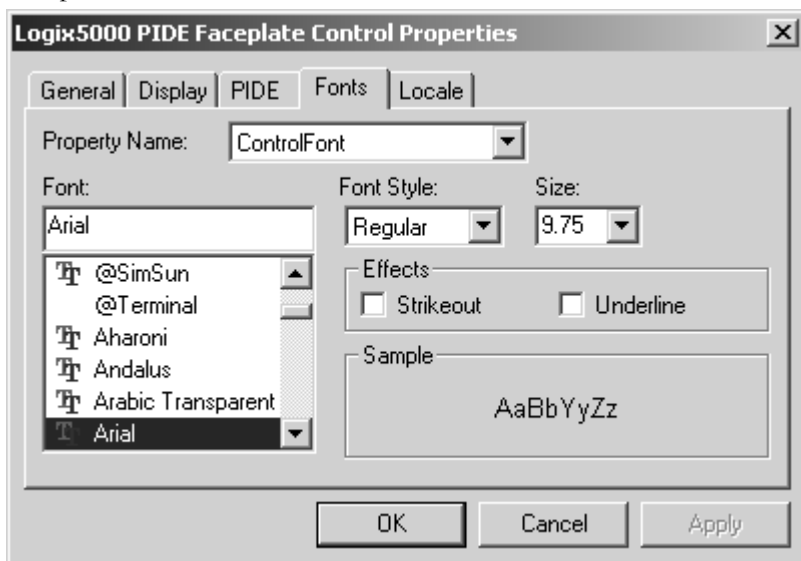 Logix5000 PIDE Faceplate Control Properties
General Display PIDE Fonts Locale
Property Name: ControlFont
Font: Font Style: Size:
Arial Regular 9.75
@SimSun
@Terminal
Aharoni
Andalus
Arabic Transparent
Arial
Effects
Strikeout Underline
Sample
AaBbYyZz
OK Cancel Apply